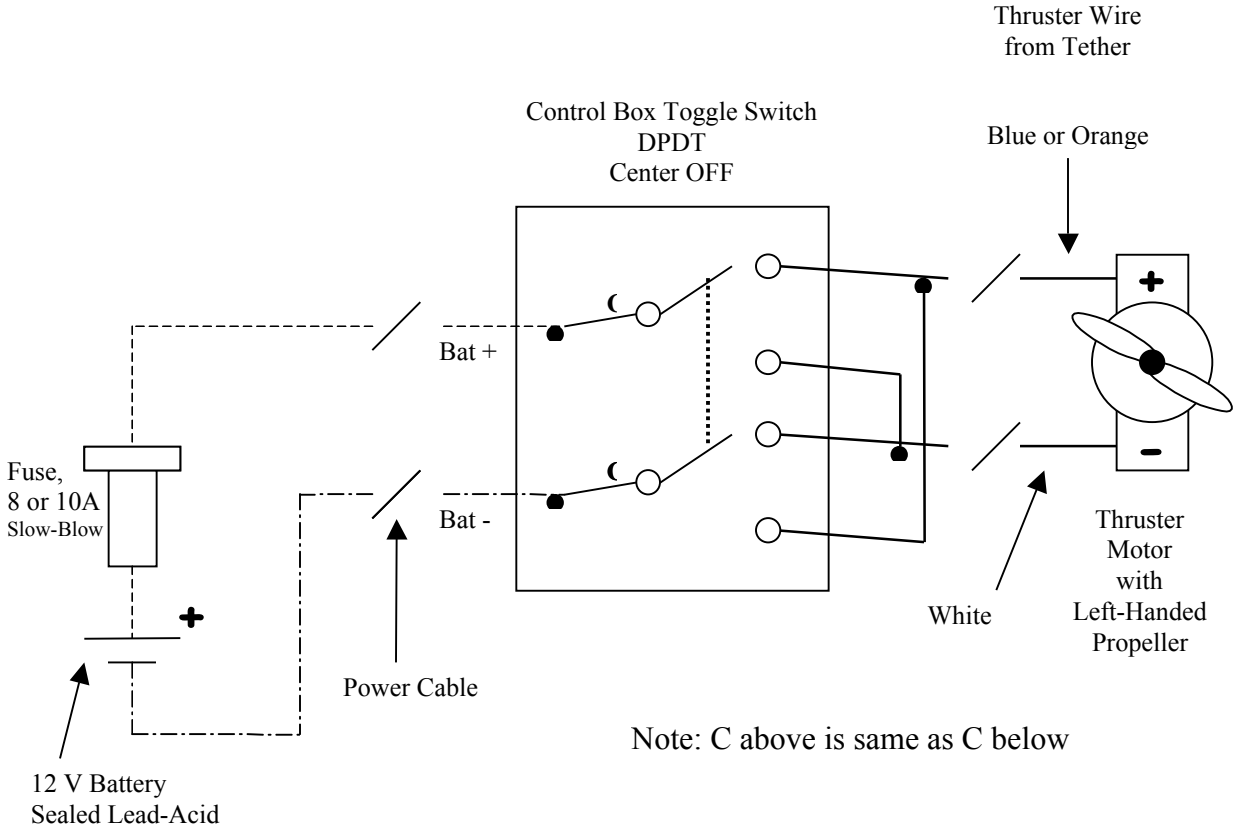 Thruster Wire
from Tether
Control Box Toggle Switch
DPDT
Center OFF
Blue or Orange
+
C
Bat +
C
Bat -
-
Fuse,
8 or 10A
Slow-Blow
+
White
Thruster
Motor
with
Left-Handed
Propeller
Power Cable
Note: C above is same as C below
12 V Battery
Sealed Lead-Acid